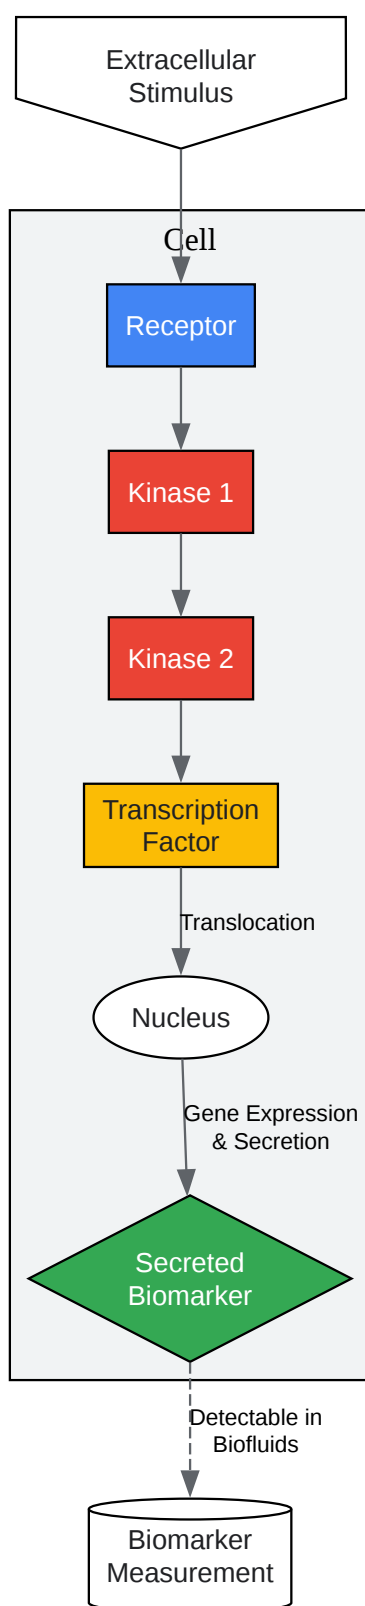 Extracellular
Stimulus
Cell
Receptor
Kinase 1
Kinase 2
Transcription
Factor
Translocation
Nucleus
Gene Expression
& Secretion
Secreted
Biomarker
Detectable in
Biofluids
Biomarker
Measurement